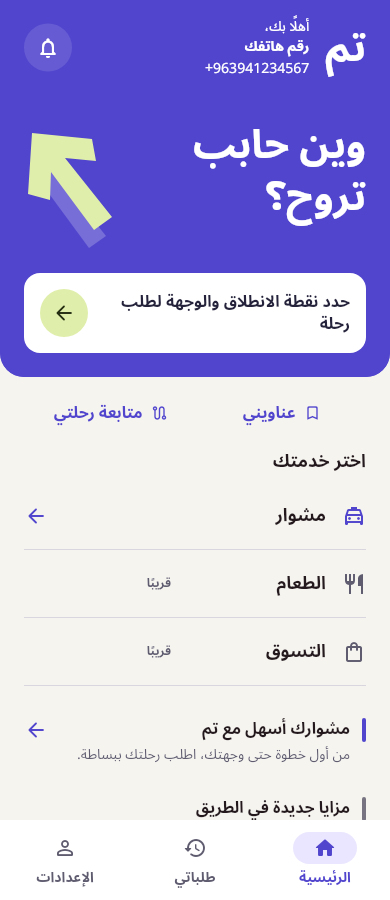 تم
أهلًا بك،
رقم هاتفك
+963941234567
وين حابب
تروح؟
حدد نقطة الانطلاق والوجهة لطلب
رحلة
عناويني
متابعة رحلتي
اختر خدمتك
مشوار
الطعام
قريبًا
التسوق
قريبًا
مشوارك أسهل مع تم
من أول خطوة حتى وجهتك، اطلب رحلتك ببساطة.
مزايا جديدة في الطريق
الرئيسية
طلباتي
الإعدادات